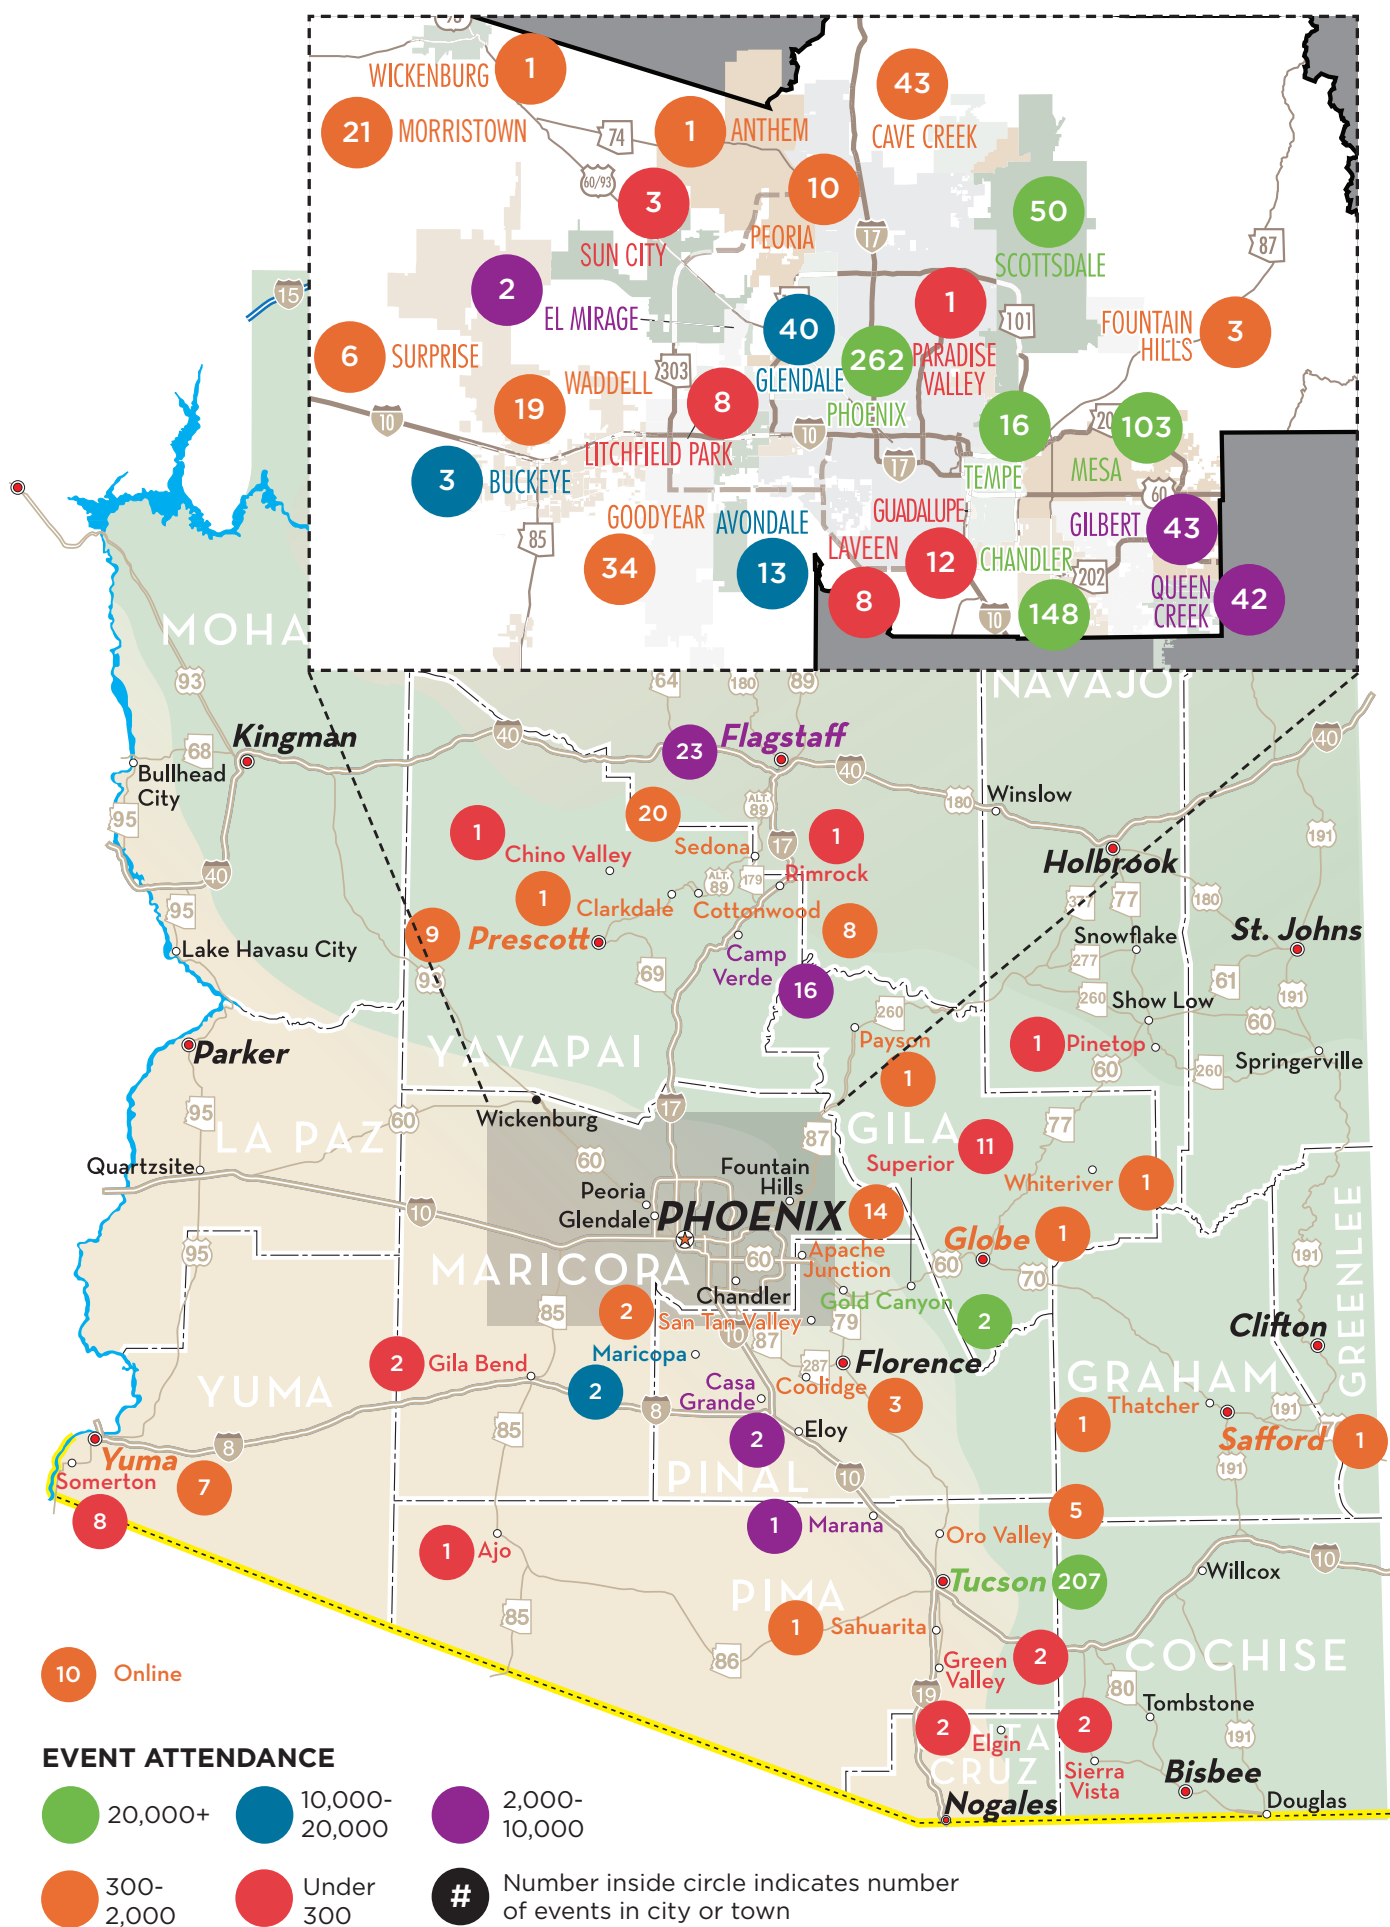 93
WICKENBURG
1
43
21
MORRISTOWN
74
1
ANTHEM
CAVE CREEK
60/93
3
10
50
SUN CITY
PEORIA
17
SCOTTSDALE
87
15
2
EL MIRAGE
40
1
101
FOUNTAIN
HILLS
3
6
SURPRISE
303
GLENDALE
262
PARADISE
VALLEY
WADDELL
19
8
PHOENIX
16
103
10
LITCHFIELD PARK
10
17
TEMPE
MESA
3
BUCKEYE
60
GOODYEAR
AVONDALE
GUADALUPE
GILBERT
43
85
34
13
LAVEEN
12
CHANDLER
202
QUEEN
CREEK
42
8
10
148
MOHA
NAVAJO
93
64
180
89
Kingman
40
23
Flagstaff
40
68
Bullhead
City
40
180
Winslow
95
20
ALT.
89
191
1
Chino Valley
Sedona
17
1
Rimrock
Holbrook
40
ALT.
89
179
95
1
Clarkdale
Cottonwood
377
77
180
9
Prescott
8
St. Johns
Lake Havasu City
Camp
Verde
Snowflake
93
69
16
277
61
191
260
260
Show Low
60
Parker
YAVAPAI
Payson
1
Pinetop
Springerville
1
60
260
95
LA PAZ
60
Wickenburg
17
87
GILA
77
11
Quartzsite
60
Fountain
Hills
Superior
Whiteriver
1
Peoria
Glendale
PHOENIX
14
10
95
60
Apache
Junction
Globe
1
191
GREENLEE
MARICOPA
60
70
Chandler
Gold Canyon
2
85
2
San Tan Valley
10
87
79
Clifton
2
Gila Bend
Maricopa
287
Florence
YUMA
2
Casa
Grande
Coolidge
3
GRAHAM
8
Thatcher
191
85
2
Eloy
1
Safford
1
Yuma
8
7
191
Somerton
PINAL
10
8
1
Marana
Oro Valley
5
1
Ajo
10
Tucson
207
Willcox
PIMA
85
1
Sahuarita
86
Green
Valley
2
COCHISE
10
Online
19
80
Tombstone
2
Elgin
2
191
CRUZ
Sierra
Vista
Bisbee
Nogales
Douglas
EVENT ATTENDANCE
20,000+
10,000-
20,000
2,000-
10,000
300-
2,000
Under
300
#
Number inside circle indicates number
of events in city or town